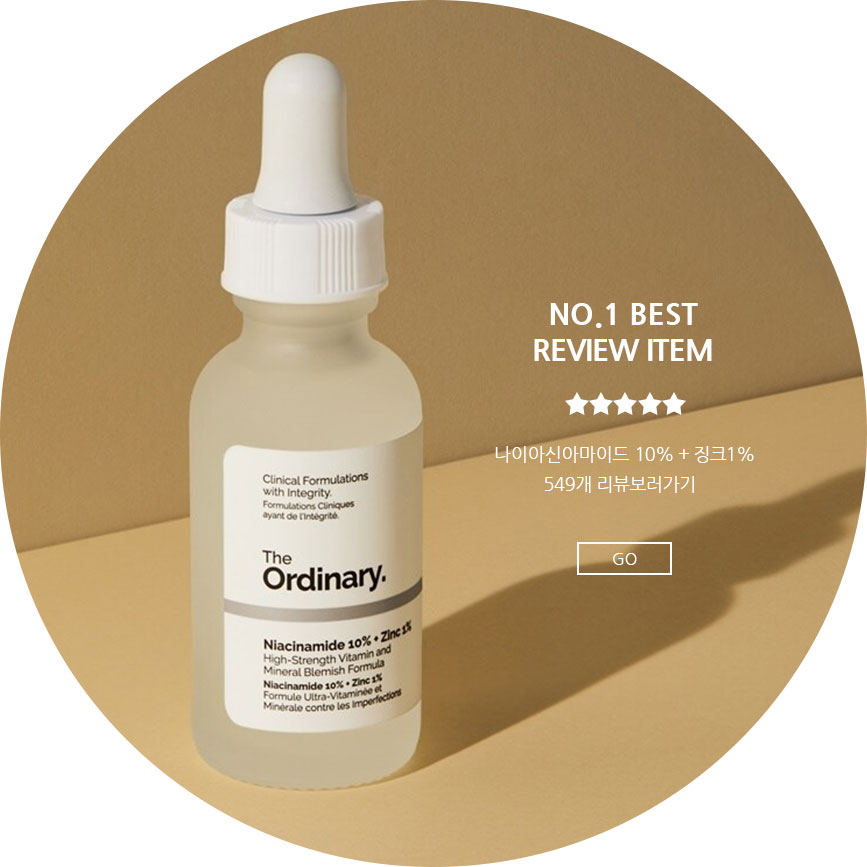 Clinical Formulations
with Integrity.
Formulations Cliniques
ayant de l'Intégrité.
The
Ordinary.
Niacinamide 10% + Zinc 1%
High-Strength Vitamin and
Mineral Blemish Formula
Niacinamide 10% + Zinc 1%
Formule Ultra-Vitaminée et
Minérale contre les Imperfections
NO.1 BEST
REVIEW ITEM
★★★★★
나이아신아마이드 10% + 징크1%
549개 리뷰보러가기
GO